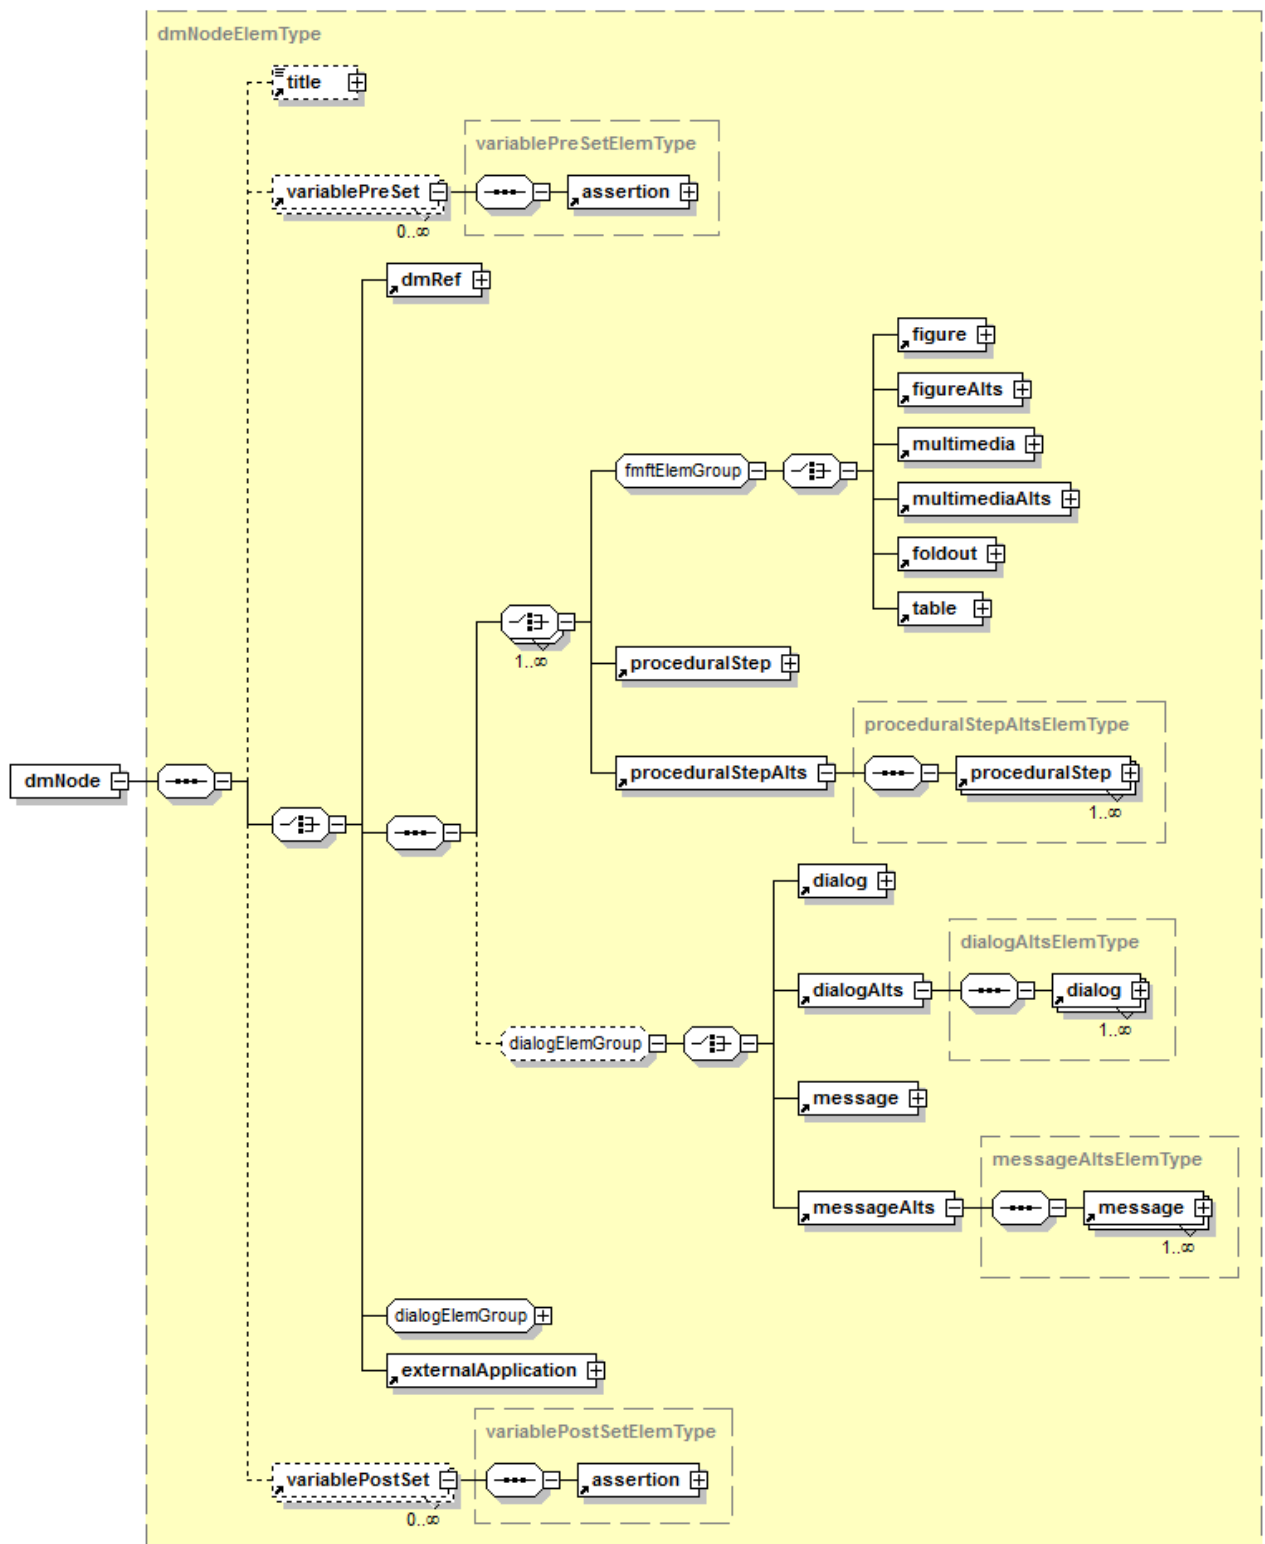 dmNodeElemType
title
variablePreSetElemType
variablePreSet
assertion
0..∞
dmRef
figure
figureAlts
multimedia
fmftElemGroup
multimediaAlts
foldout
table
1..∞
proceduralStep
proceduralStepAltsElemType
dmNode
proceduralStepAlts
proceduralStep
1..∞
dialog
dialogAltsElemType
dialogAlts
dialog
1..∞
dialogElemGroup
message
messageAltsElemType
messageAlts
message
1..∞
dialogElemGroup
externalApplication
variablePostSetElemType
variablePostSet
assertion
0..∞